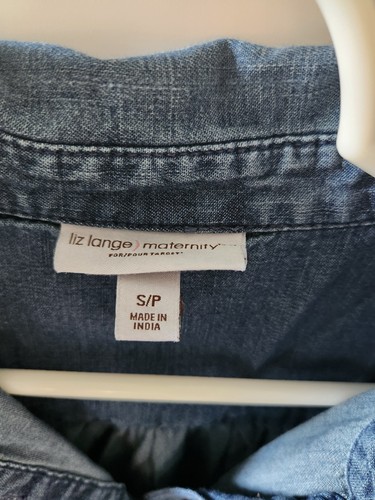 liz lange) maternity
FOR/POUR TARGET
S/P
MADE IN
INDIA